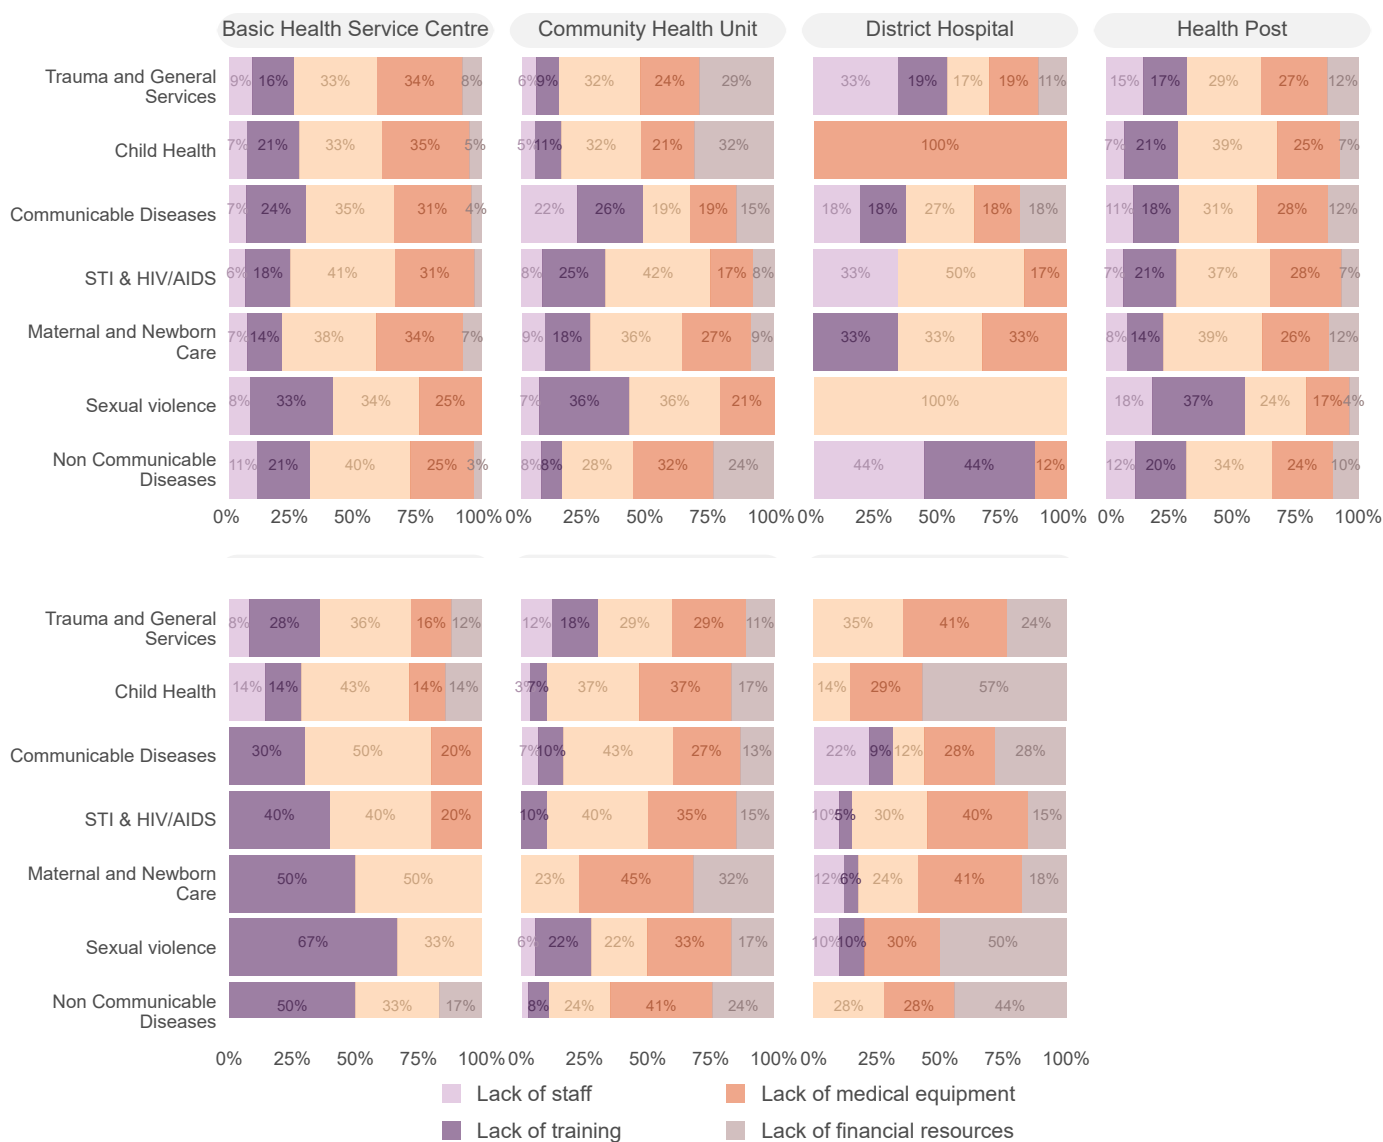 Basic Health Service Centre Community Health Unit District Hospital Health Post
Trauma and General
Services
9% 16% 33% 34% 8% 6% 9% 32% 24% 29% 33% 19% 17% 19% 11% 15% 17% 29% 27% 12%
Child Health 7% 21% 33% 35% 5% 5% 11% 32% 21% 32% 100% 7% 21% 39% 25% 7%
Communicable Diseases 7% 24% 35% 31% 4% 22% 26% 19% 19% 15% 18% 18% 27% 18% 18% 11% 18% 31% 28% 12%
STI & HIV/AIDS 6% 18% 41% 31% 8% 25% 42% 17% 8% 33% 50% 17% 7% 21% 37% 28% 7%
Maternal and Newborn
Care
7% 14% 38% 34% 7% 9% 18% 36% 27% 9% 33% 33% 33% 8% 14% 39% 26% 12%
Sexual violence 8% 33% 34% 25% 7% 36% 36% 21% 100% 18% 37% 24% 17% 4%
Non Communicable
Diseases
11% 21% 40% 25% 3% 8% 8% 28% 32% 24% 44% 44% 12% 12% 20% 34% 24% 10%
0% 25% 50% 75% 100% 0% 25% 50% 75% 100% 0% 25% 50% 75% 100% 0% 25% 50% 75% 100%
Trauma and General
Services
8% 28% 36% 16% 12% 12% 18% 29% 29% 11% 35% 41% 24%
Child Health 14% 14% 43% 14% 14% 3% 7% 37% 37% 17% 14% 29% 57%
Communicable Diseases 30% 50% 20% 7% 10% 43% 27% 13% 22% 9% 12% 28% 28%
STI & HIV/AIDS 40% 40% 20% 10% 40% 35% 15% 10% 5% 30% 40% 15%
Maternal and Newborn
Care
50% 50% 23% 45% 32% 12% 6% 24% 41% 18%
Sexual violence 67% 33% 6% 22% 22% 33% 17% 10% 10% 30% 50%
Non Communicable
Diseases
50% 33% 17% 8% 24% 41% 24% 28% 28% 44%
0% 25% 50% 75% 100% 0% 25% 50% 75% 100% 0% 25% 50% 75% 100%
Lack of staff Lack of medical equipment
Lack of training Lack of financial resources